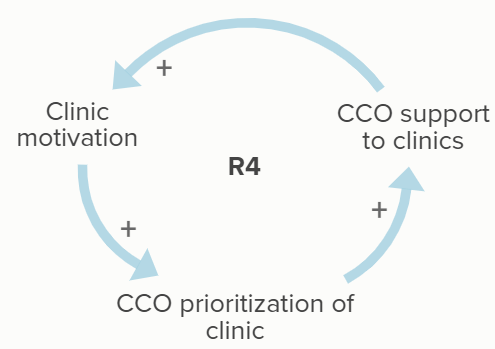 +
Clinic
motivation
CCO support
to clinics
R4
+
+
CCO prioritization of
clinic